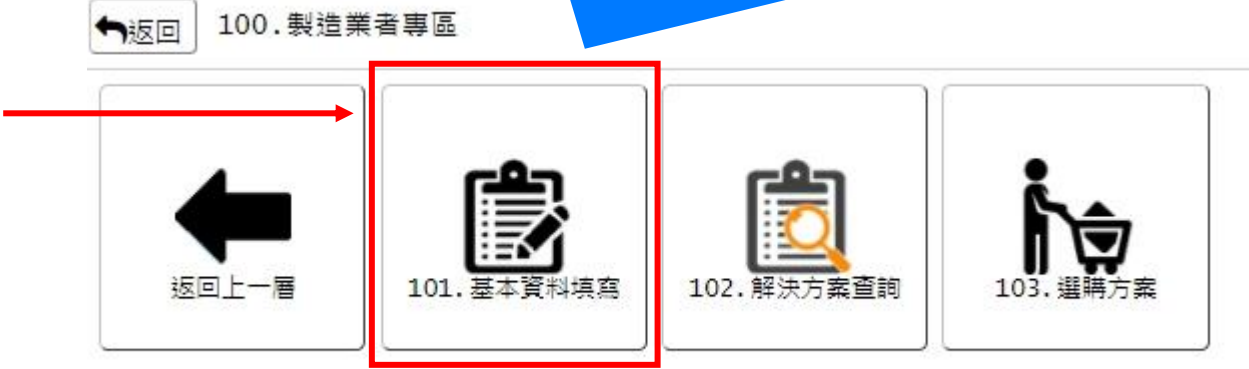 返回 100.製造業者專區
返回上一層
101.基本資料填寫
102.解決方案查詢
103.選購方案